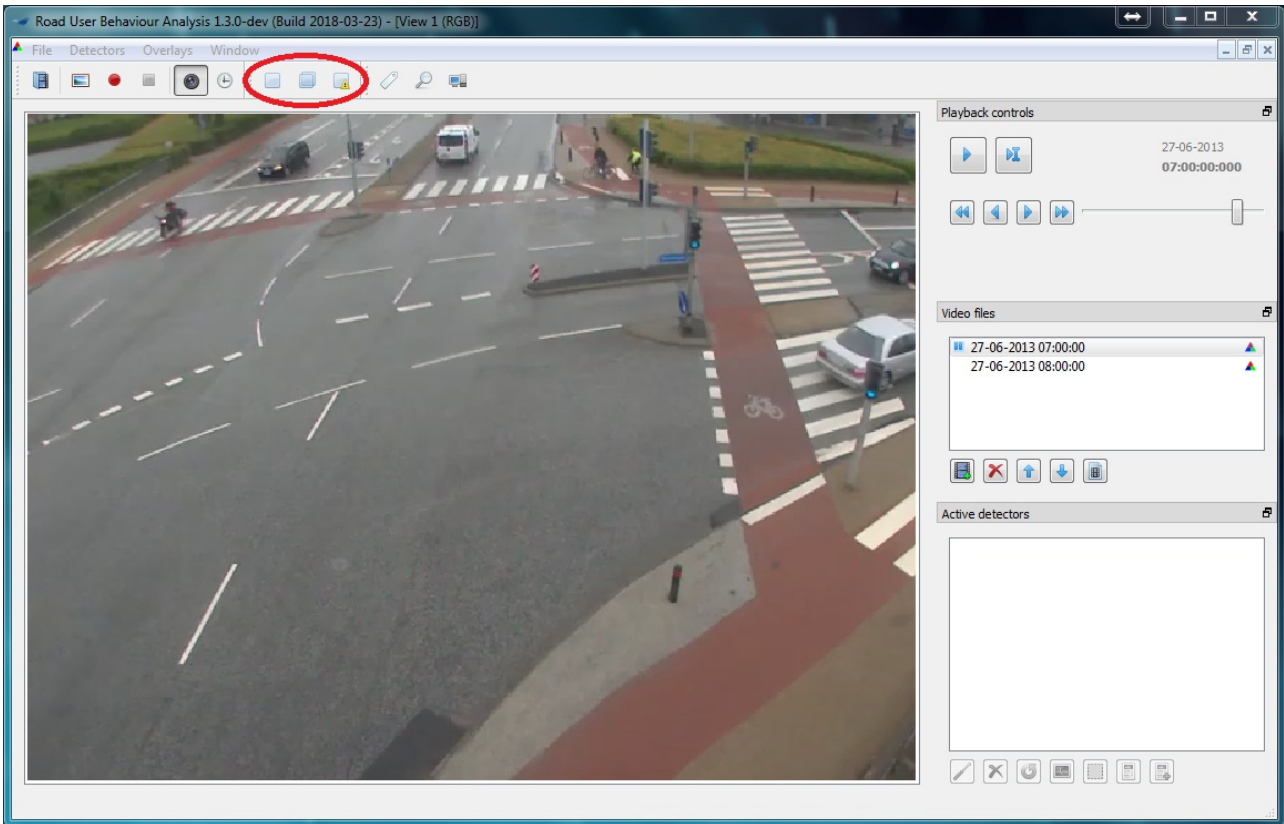 Road User Behaviour Analysis 1.3.0-dev (Build 2018-03-23) - [View 1 (RGB)]
File Detectors Overlays Window
Playback controls
27-06-2013
07:00:00:000
Video files
27-06-2013 07:00:00
27-06-2013 08:00:00
Active detectors